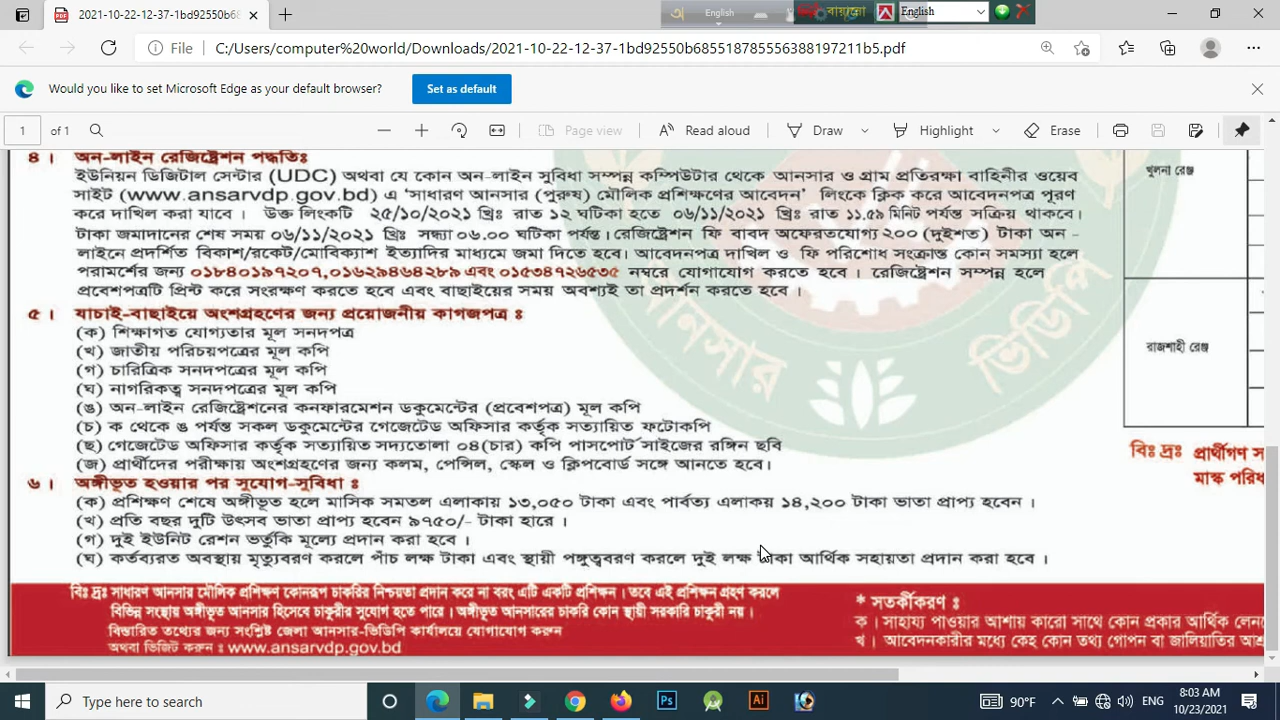 2021-10-22-12-37-1bd92550b68
English
বায়ান্নো
English
File
C:/Users/computer%20world/Downloads/2021-10-22-12-37-1bd92550b685518785556388197211b5.pdf
Would you like to set Microsoft Edge as your default browser?
Set as default
1 of 1
Page view
Read aloud
Draw
Highlight
Erase
৪ । অন-লাইন রেজিষ্ট্রেশন পদ্ধতিঃ
ইউনিয়ন ডিজিটাল সেন্টার (UDC) অথবা যে কোন অন-লাইন সুবিধা সম্পন্ন কম্পিউটার থেকে আনসার ও গ্রাম প্রতিরক্ষা বাহিনীর ওয়েব
সাইট (www.ansarvdp.gov.bd) এ ‘সাধারণ আনসার (পুরুষ) মৌলিক প্রশিক্ষণের আবেদন’ লিংকে ক্লিক করে আবেদনপত্র পূরণ
করে দাখিল করা যাবে । উক্ত লিংকটি ২৫/১০/২০২১ খ্রিঃ রাত ১২ ঘটিকা হতে ০৬/১১/২০২১ খ্রিঃ রাত ১১.৫৯ মিনিট পর্যন্ত সক্রিয় থাকবে।
টাকা জমাদানের শেষ সময় ০৬/১১/২০২১ খ্রিঃ সন্ধ্যা ০৬.০০ ঘটিকা পর্যন্ত । রেজিষ্ট্রেশন ফি বাবদ অফেরতযোগ্য ২০০ (দুইশত) টাকা অন -
লাইনে প্রদর্শিত বিকাশ/রকেট/মোবিক্যাশ ইত্যাদির মাধ্যমে জমা দিতে হবে। আবেদনপত্র দাখিল ও ফি পরিশোধ সংক্রান্ত কোন সমস্যা হলে
পরামর্শের জন্য ০১৮৪০১৯৭২০৭,০১৬২৯৪৬৪২৮৯ এবং ০১৫৩৪৭২৬৫৩৫ নম্বরে যোগাযোগ করতে হবে । রেজিষ্ট্রেশন সম্পন্ন হলে
প্রবেশপত্রটি প্রিন্ট করে সংরক্ষণ করতে হবে এবং বাছাইয়ের সময় অবশ্যই তা প্রদর্শন করতে হবে ।
৫ । যাচাই-বাছাইয়ে অংশগ্রহণের জন্য প্রয়োজনীয় কাগজপত্র ঃ
(ক) শিক্ষাগত যোগ্যতার মূল সনদপত্র
(খ) জাতীয় পরিচয়পত্রের মূল কপি
(গ) চারিত্রিক সনদপত্রের মূল কপি
(ঘ) নাগরিকত্ব সনদপত্রের মূল কপি
(ঙ) অন-লাইন রেজিষ্ট্রেশনের কনফারমেশন ডকুমেন্টের (প্রবেশপত্র) মূল কপি
(চ) ক থেকে ঙ পর্যন্ত সকল ডকুমেন্টের গেজেটেড অফিসার কর্তৃক সত্যায়িত ফটোকপি
(ছ) গেজেটেড অফিসার কর্তৃক সত্যায়িত সদ্যতোলা ০৪(চার) কপি পাসপোর্ট সাইজের রঙ্গিন ছবি
(জ) প্রার্থীদের পরীক্ষায় অংশগ্রহণের জন্য কলম, পেন্সিল, স্কেল ও ক্লিপবোর্ড সঙ্গে আনতে হবে।
৬ । অঙ্গীভূত হওয়ার পর সুযোগ-সুবিধা ঃ
(ক) প্রশিক্ষণ শেষে অঙ্গীভূত হলে মাসিক সমতল এলাকায় ১৩,০৫০ টাকা এবং পার্বত্য এলাকয় ১৪,২০০ টাকা ভাতা প্রাপ্য হবেন ।
(খ) প্রতি বছর দুটি উৎসব ভাতা প্রাপ্য হবেন ৯৭৫০/- টাকা হারে ।
(গ) দুই ইউনিট রেশন ভর্তুকি মূল্যে প্রদান করা হবে ।
(ঘ) কর্তব্যরত অবস্থায় মৃত্যুবরণ করলে পাঁচ লক্ষ টাকা এবং স্থায়ী পঙ্গুত্ববরণ করলে দুই লক্ষ টাকা আর্থিক সহায়তা প্রদান করা হবে ।
আনসার ভিডিপি
খুলনা রেঞ্জ
রাজশাহী রেঞ্জ
বিঃ দ্রঃ প্রার্থীগণ
মাস্ক
বিঃ দ্রঃ সাধারণ আনসার মৌলিক প্রশিক্ষণ কোনরূপ চাকরির নিশ্চয়তা প্রদান করে না বরং এটি একটি প্রশিক্ষন। তবে এই প্রশিক্ষন গ্রহণ করলে
বিভিন্ন সংস্থায় অঙ্গীভূত আনসার হিসেবে চাকুরীর সুযোগ হতে পারে । অঙ্গীভূত আনসারের চাকরি কোন স্থায়ী সরকারি চাকুরী নয় ।
বিস্তারিত তথ্যের জন্য সংশ্লিষ্ট জেলা আনসার-ভিডিপি কার্যালয়ে যোগাযোগ করুন
অথবা ভিজিট করুন : www.ansarvdp.gov.bd
* সতর্কীকরণ ঃ
ক । সাহায্য পাওয়ার আশায় কারো সাথে কোন প্রকার আর্থিক
খ । আবেদনকারীর মধ্যে কেহ কোন তথ্য গোপন বা জালিয়াতির
Type here to search
Ps
Ai
90°F
ENG
8:03 AM
10/23/2021